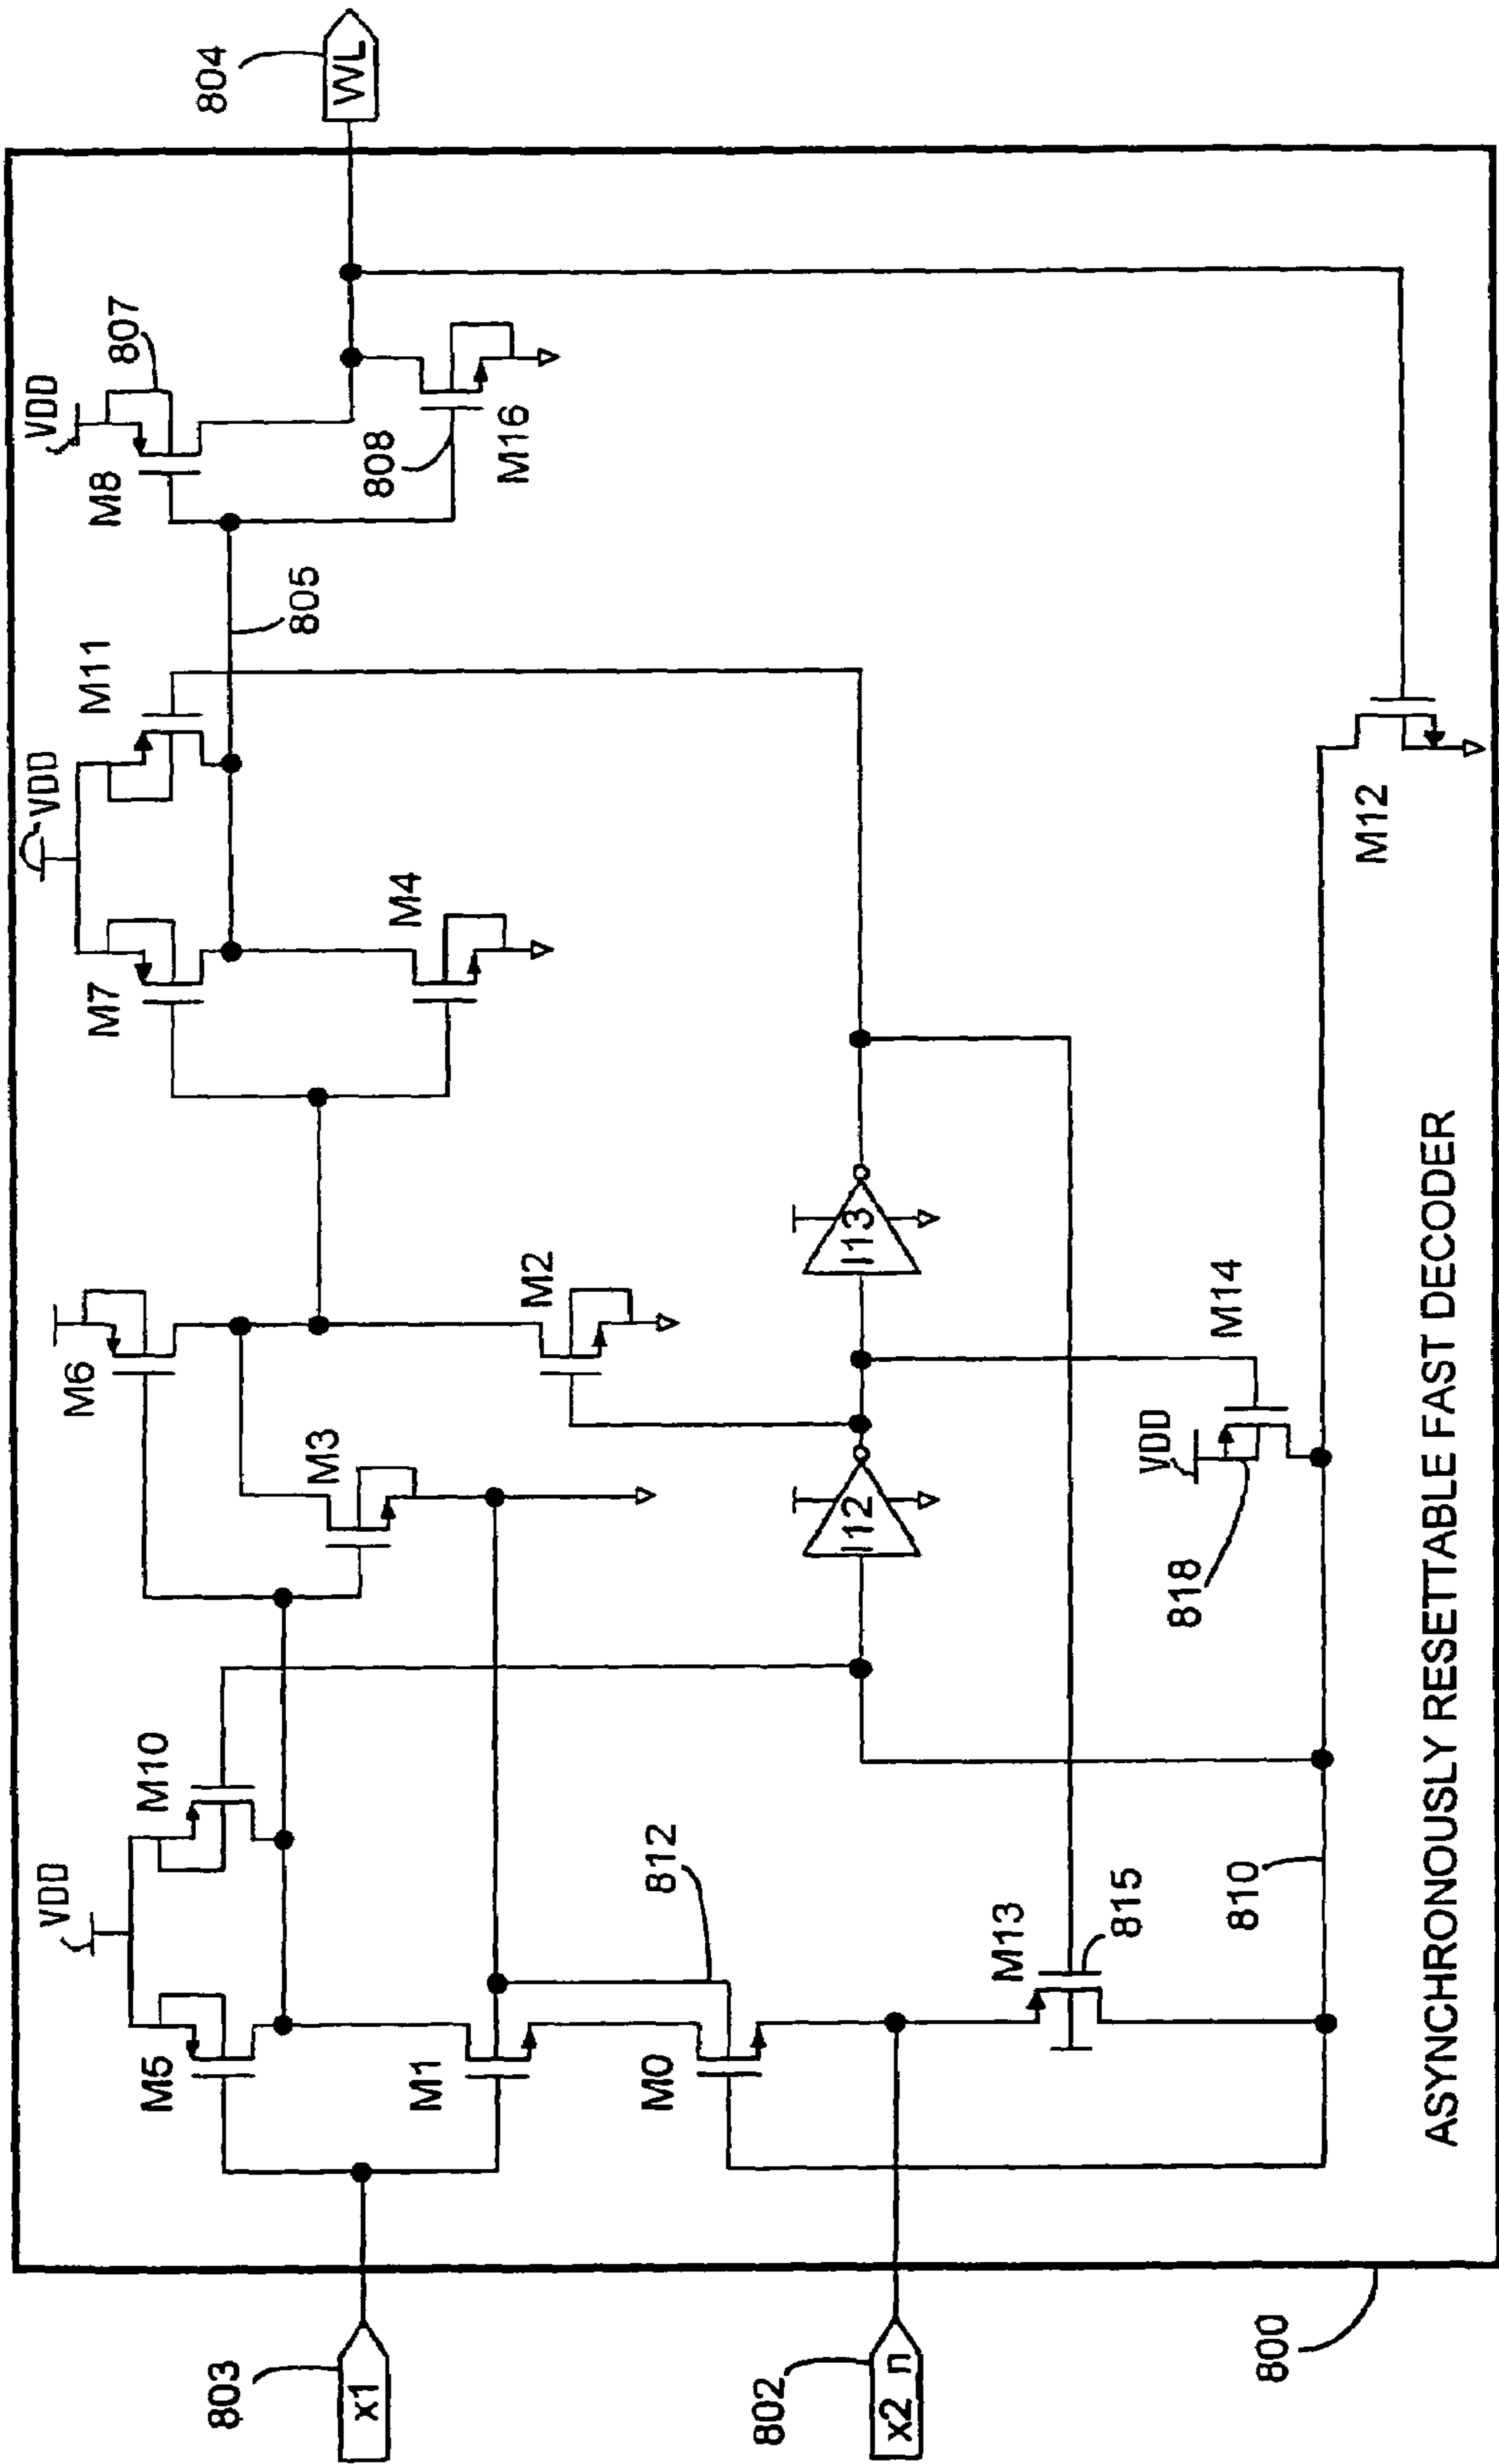 804
WL
VDD
807
M8
808
M16
805
M11
VDD
M7
M4
M6
M2
M3
I13
I12
M14
VDD
818
M12
VDD
M10
M5
M1
812
M0
M13
815
810
803
x1
802
x2 n
800
ASYNCHRONOUSLY RESETTABLE FAST DECODER